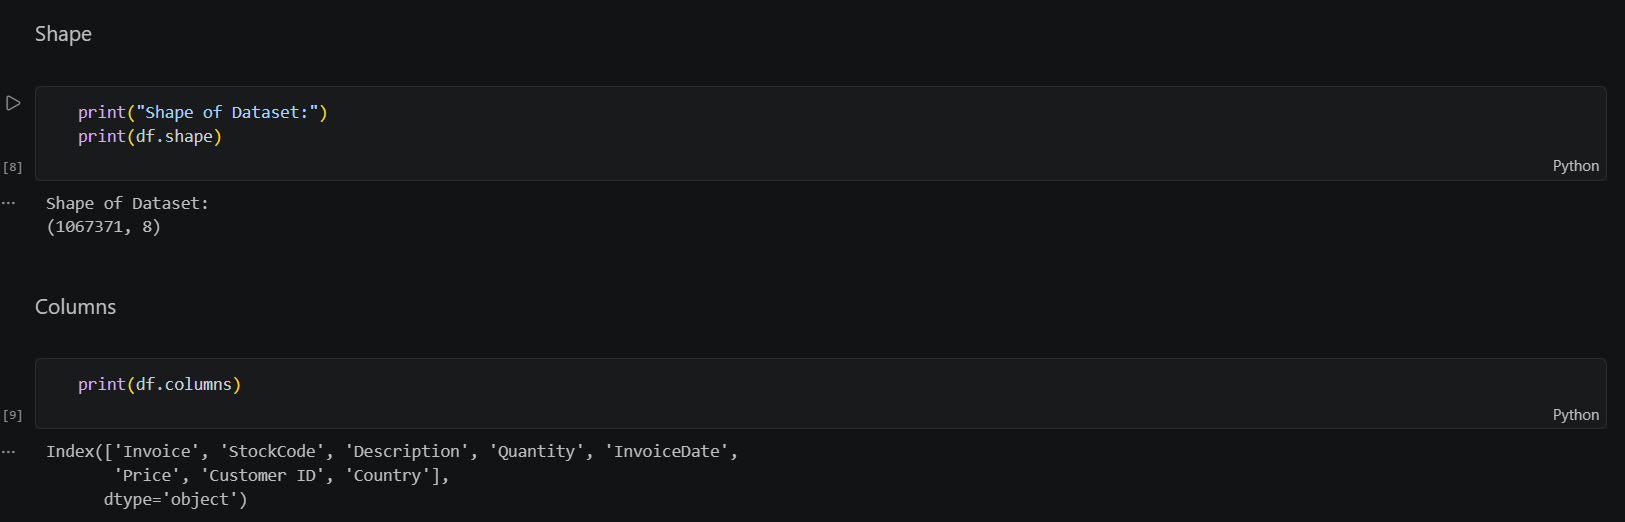 Shape
print("Shape of Dataset:")
print(df.shape)
[8]
Python
Shape of Dataset:
(1067371, 8)
Columns
print(df.columns)
[9]
Python
Index(['Invoice', 'StockCode', 'Description', 'Quantity', 'InvoiceDate',
       'Price', 'Customer ID', 'Country'],
      dtype='object')